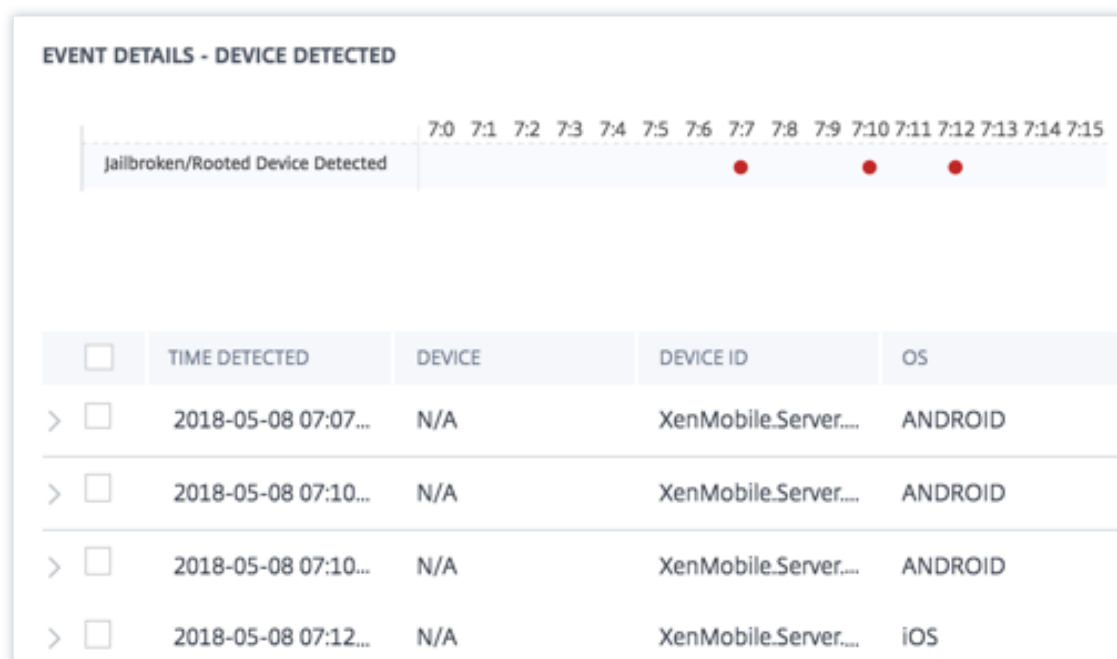 EVENT DETAILS - DEVICE DETECTED
7:0 7:1 7:2 7:3 7:4 7:5 7:6 7:7 7:8 7:9 7:10 7:11 7:12 7:13 7:14 7:15
Jailbroken/Rooted Device Detected
TIME DETECTED DEVICE DEVICE ID OS
2018-05-08 07:07... N/A XenMobile.Server.... ANDROID
2018-05-08 07:10... N/A XenMobile.Server.... ANDROID
2018-05-08 07:10... N/A XenMobile.Server.... ANDROID
2018-05-08 07:12... N/A XenMobile.Server.... iOS